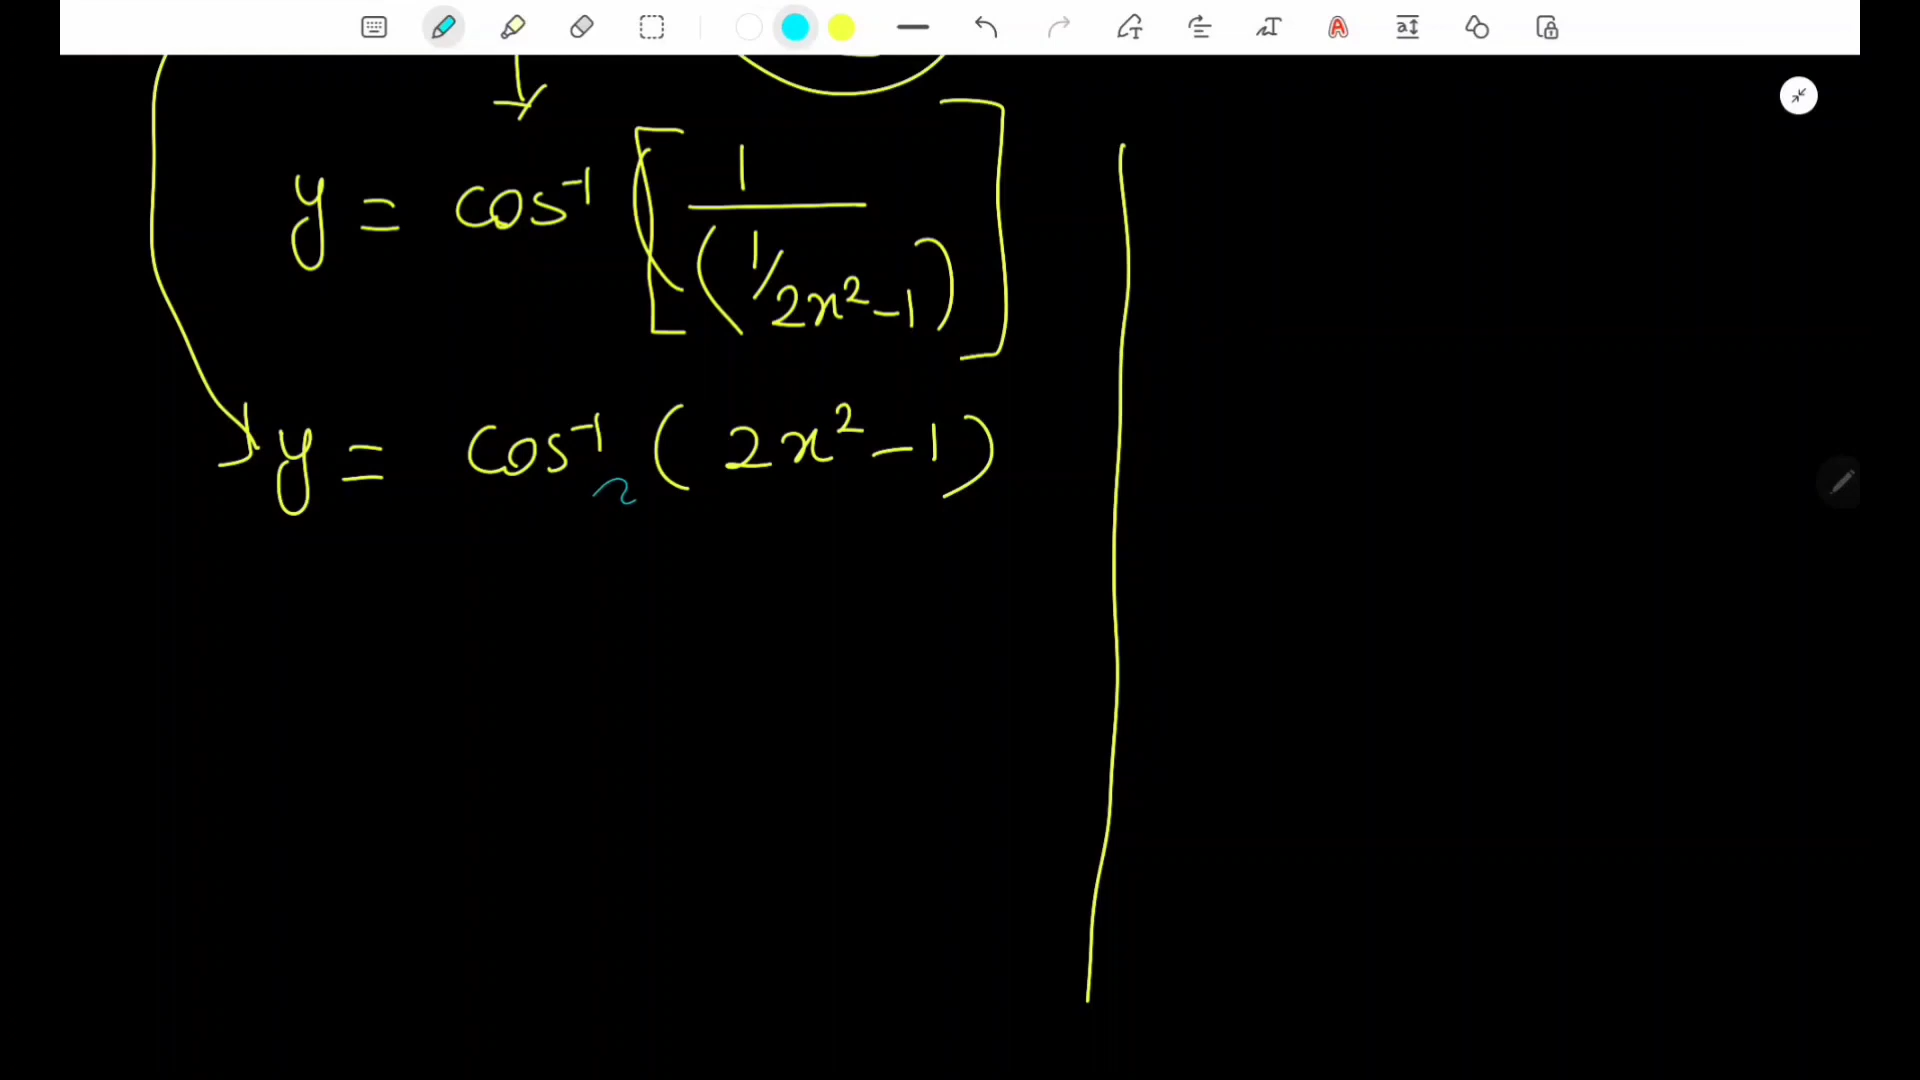 y = cos⁻¹ [ 1 / (1/2x² - 1) ]
y = cos⁻¹ (2x² - 1)